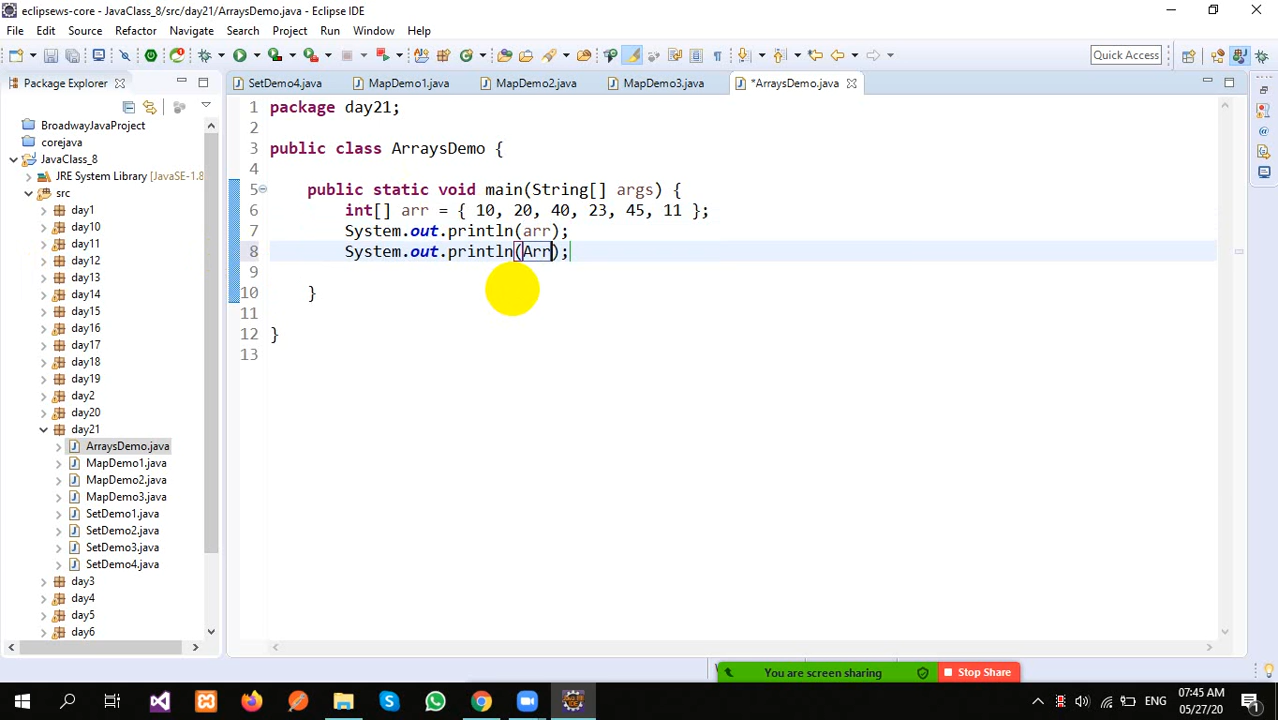 eclipsews-core - JavaClass_8/src/day21/ArraysDemo.java - Eclipse IDE
File Edit Source Refactor Navigate Search Project Run Window Help
Quick Access
Package Explorer
SetDemo4.java MapDemo1.java MapDemo2.java MapDemo3.java *ArraysDemo.java
BroadwayJavaProject
corejava
JavaClass_8
JRE System Library [JavaSE-1.8
src
day1
day10
day11
day12
day13
day14
day15
day16
day17
day18
day19
day2
day20
day21
ArraysDemo.java
MapDemo1.java
MapDemo2.java
MapDemo3.java
SetDemo1.java
SetDemo2.java
SetDemo3.java
SetDemo4.java
day3
day4
day5
day6
1 package day21;
2
3 public class ArraysDemo {
4
5 public static void main(String[] args) {
6 int[] arr = { 10, 20, 40, 23, 45, 11 };
7 System.out.println(arr);
8 System.out.println(Arr);
9
10 }
11
12 }
13
You are screen sharing Stop Share
ENG
07:45 AM
05/27/20
1